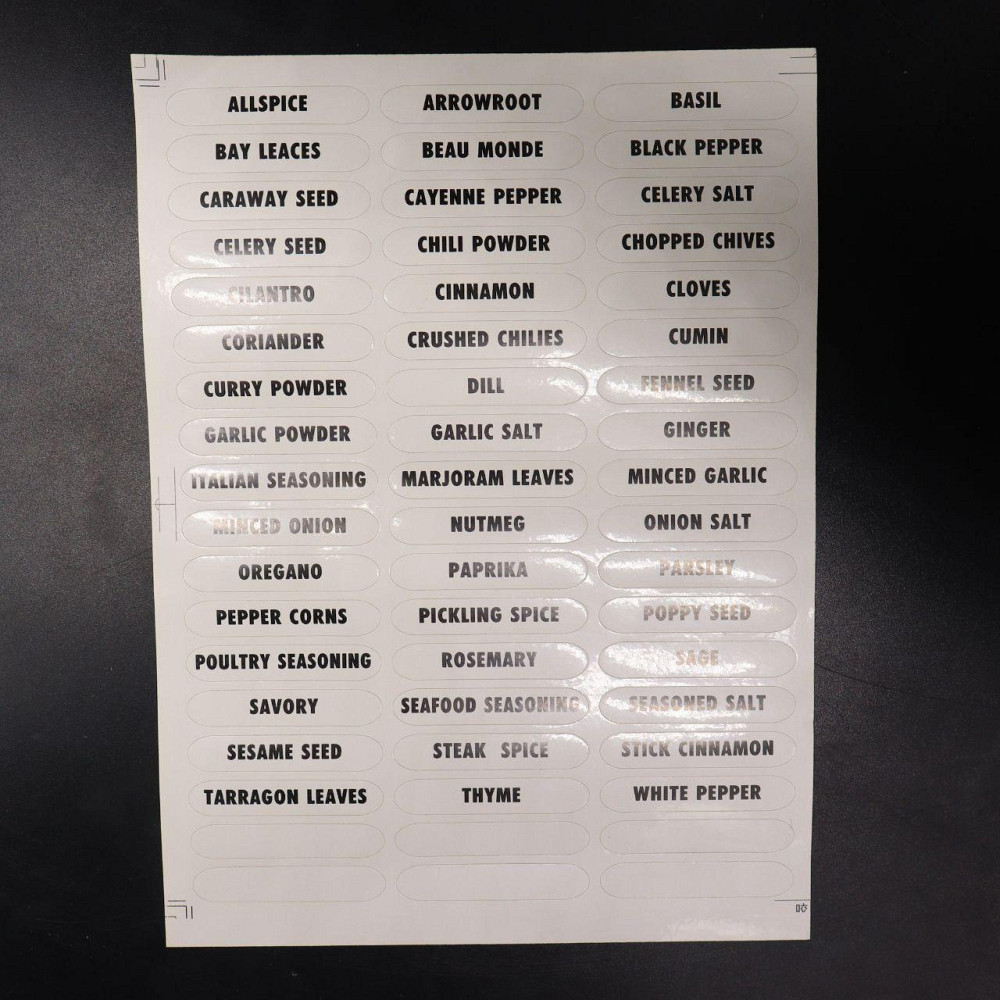 ALLSPICE ARROWROOT BASIL
BAY LEACES BEAU MONDE BLACK PEPPER
CARAWAY SEED CAYENNE PEPPER CELERY SALT
CELERY SEED CHILI POWDER CHOPPED CHIVES
CILANTRO CINNAMON CLOVES
CORIANDER CRUSHED CHILIES CUMIN
CURRY POWDER DILL FENNEL SEED
GARLIC POWDER GARLIC SALT GINGER
ITALIAN SEASONING MARJORAM LEAVES MINCED GARLIC
MINCED ONION NUTMEG ONION SALT
OREGANO PAPRIKA PARSLEY
PEPPER CORNS PICKLING SPICE POPPY SEED
POULTRY SEASONING ROSEMARY SAGE
SAVORY SEAFOOD SEASONING SEASONED SALT
SESAME SEED STEAK SPICE STICK CINNAMON
TARRAGON LEAVES THYME WHITE PEPPER